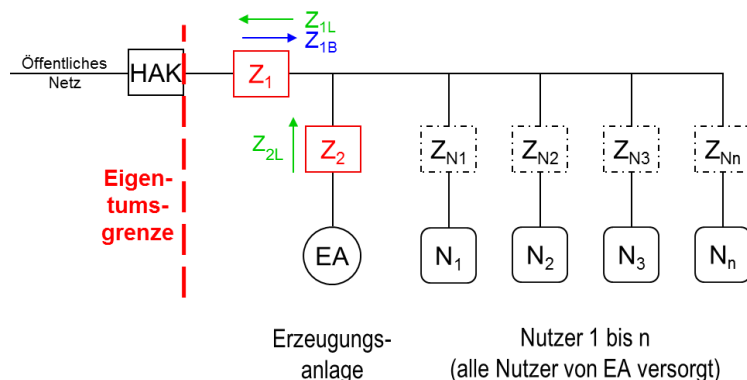 Z1L
Z1B
Öffentliches
Netz
HAK
Z1
Z2L
Z2
ZN1
ZN2
ZN3
ZNn
Eigen-
tums-
grenze
EA
N1
N2
N3
Nn
Erzeugungs-
anlage
Nutzer 1 bis n
(alle Nutzer von EA versorgt)